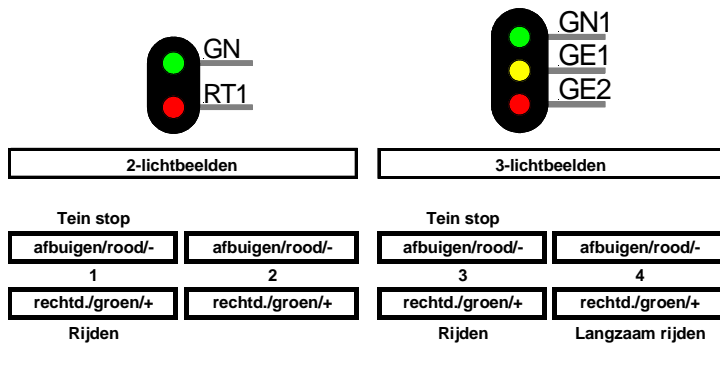 GN
RT1
GN1
GE1
GE2
2-lichtbeelden
3-lichtbeelden
Tein stop
Tein stop
afbuigen/rood/-
afbuigen/rood/-
afbuigen/rood/-
afbuigen/rood/-
1
2
3
4
rechtd./groen/+
rechtd./groen/+
rechtd./groen/+
rechtd./groen/+
Rijden
Rijden
Langzaam rijden